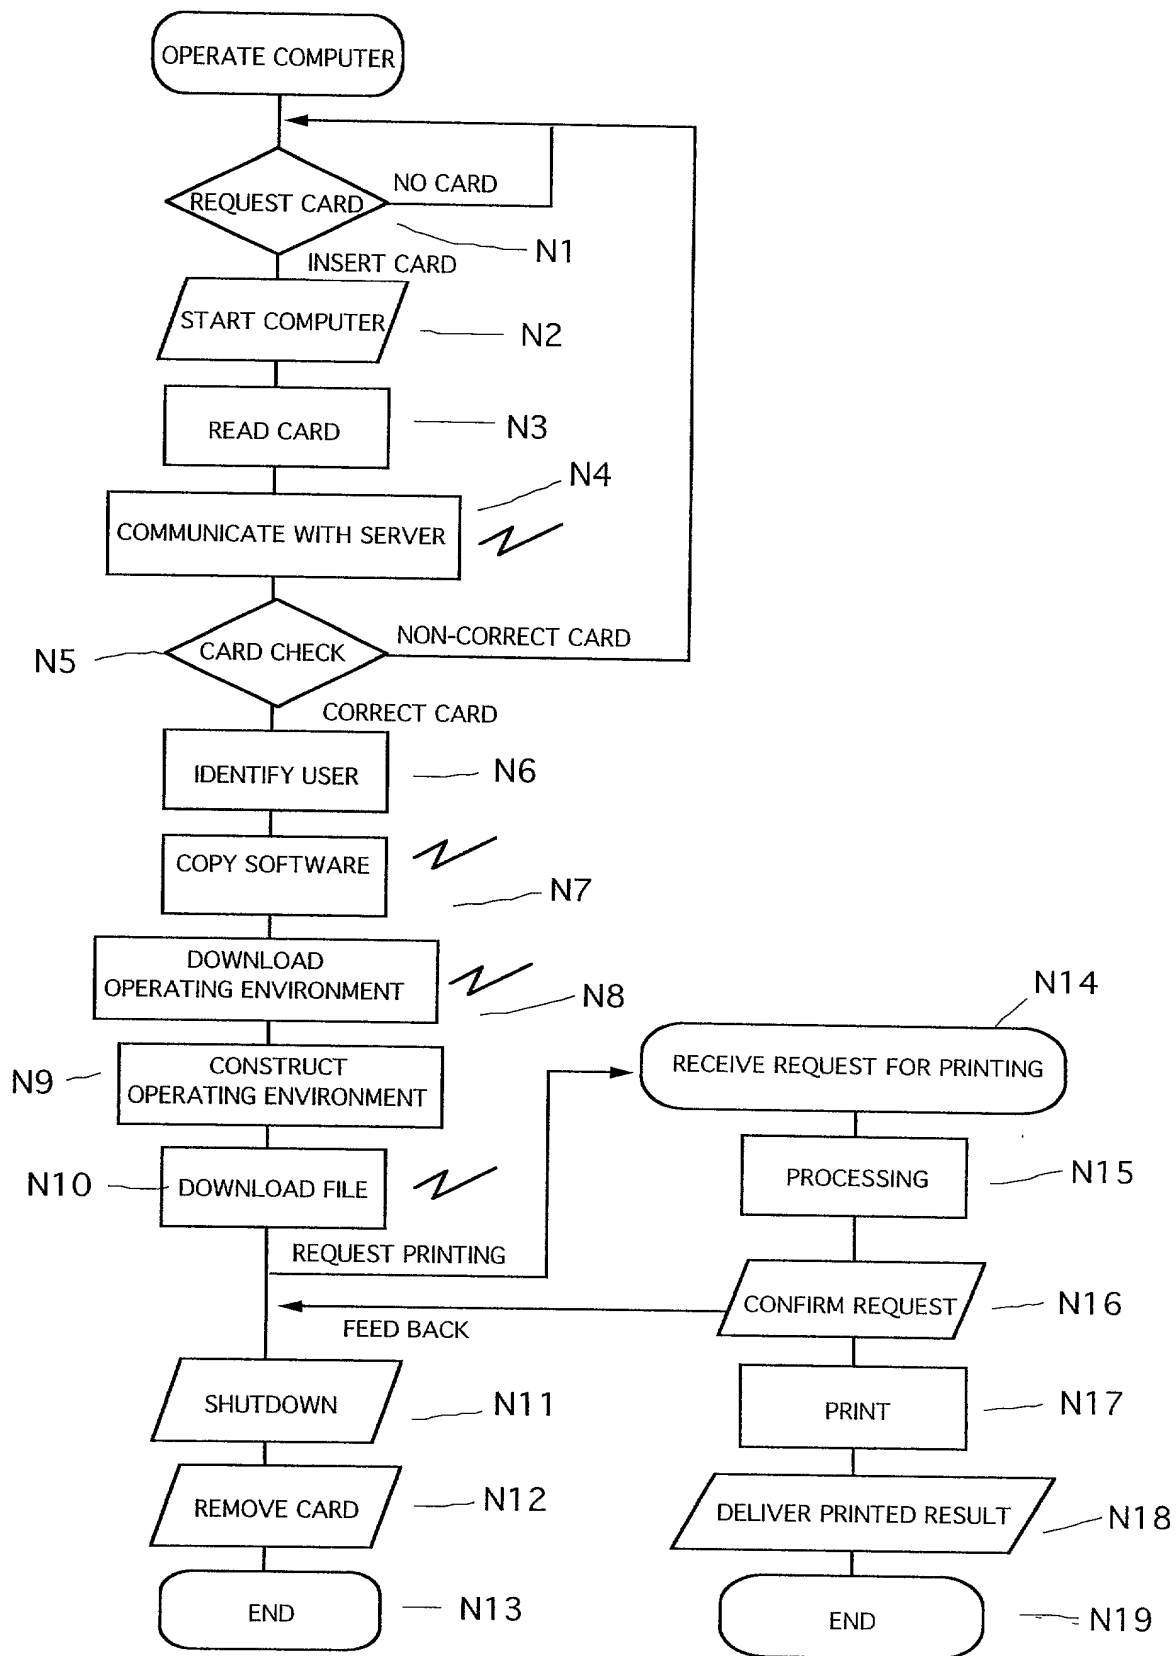 OPERATE COMPUTER
REQUEST CARD
NO CARD
N1
INSERT CARD
START COMPUTER
N2
READ CARD
N3
N4
COMMUNICATE WITH SERVER
N5
CARD CHECK
NON-CORRECT CARD
CORRECT CARD
IDENTIFY USER
N6
COPY SOFTWARE
N7
DOWNLOAD
OPERATING ENVIRONMENT
N8
N9
CONSTRUCT
OPERATING ENVIRONMENT
N10
DOWNLOAD FILE
REQUEST PRINTING
FEED BACK
SHUTDOWN
N11
REMOVE CARD
N12
END
N13
N14
RECEIVE REQUEST FOR PRINTING
PROCESSING
N15
CONFIRM REQUEST
N16
PRINT
N17
DELIVER PRINTED RESULT
N18
END
N19